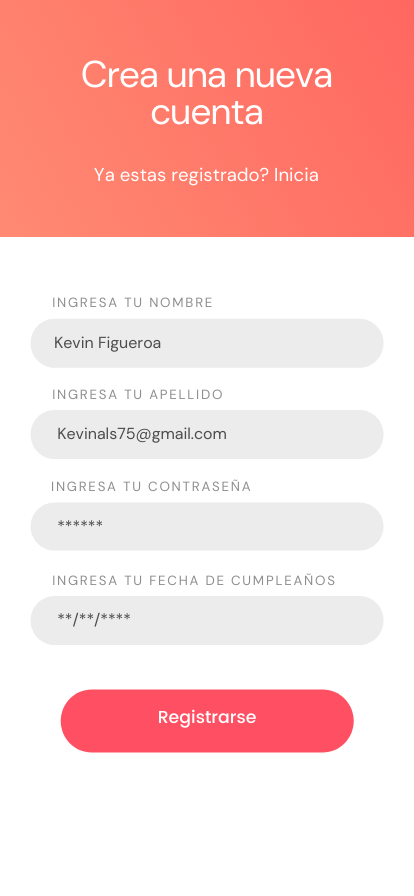 Crea una nueva
cuenta
Ya estas registrado? Inicia
INGRESA TU NOMBRE
Kevin Figueroa
INGRESA TU APELLIDO
Kevinals75@gmail.com
INGRESA TU CONTRASEÑA
******
INGRESA TU FECHA DE CUMPLEAÑOS
**/**/****
Registrarse